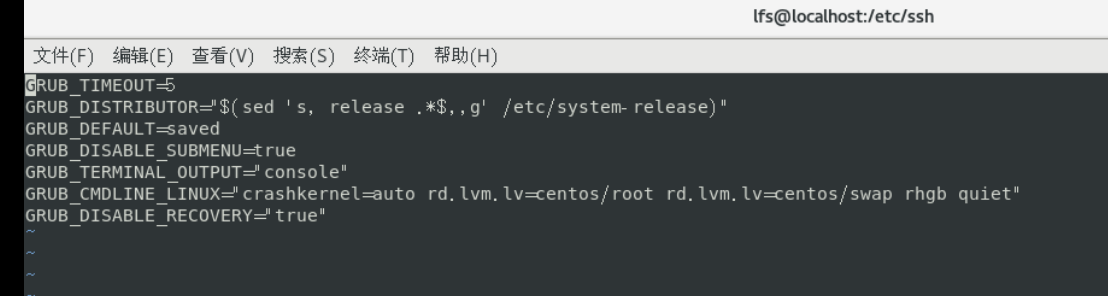 lfs@localhost:/etc/ssh
文件(F) 编辑(E) 查看(V) 搜索(S) 终端(T) 帮助(H)
GRUB_TIMEOUT=5
GRUB_DISTRIBUTOR="$(sed 's, release .*$,,g' /etc/system-release)"
GRUB_DEFAULT=saved
GRUB_DISABLE_SUBMENU=true
GRUB_TERMINAL_OUTPUT="console"
GRUB_CMDLINE_LINUX="crashkernel=auto rd.lvm.lv=centos/root rd.lvm.lv=centos/swap rhgb quiet"
GRUB_DISABLE_RECOVERY="true"
~
~
~
~